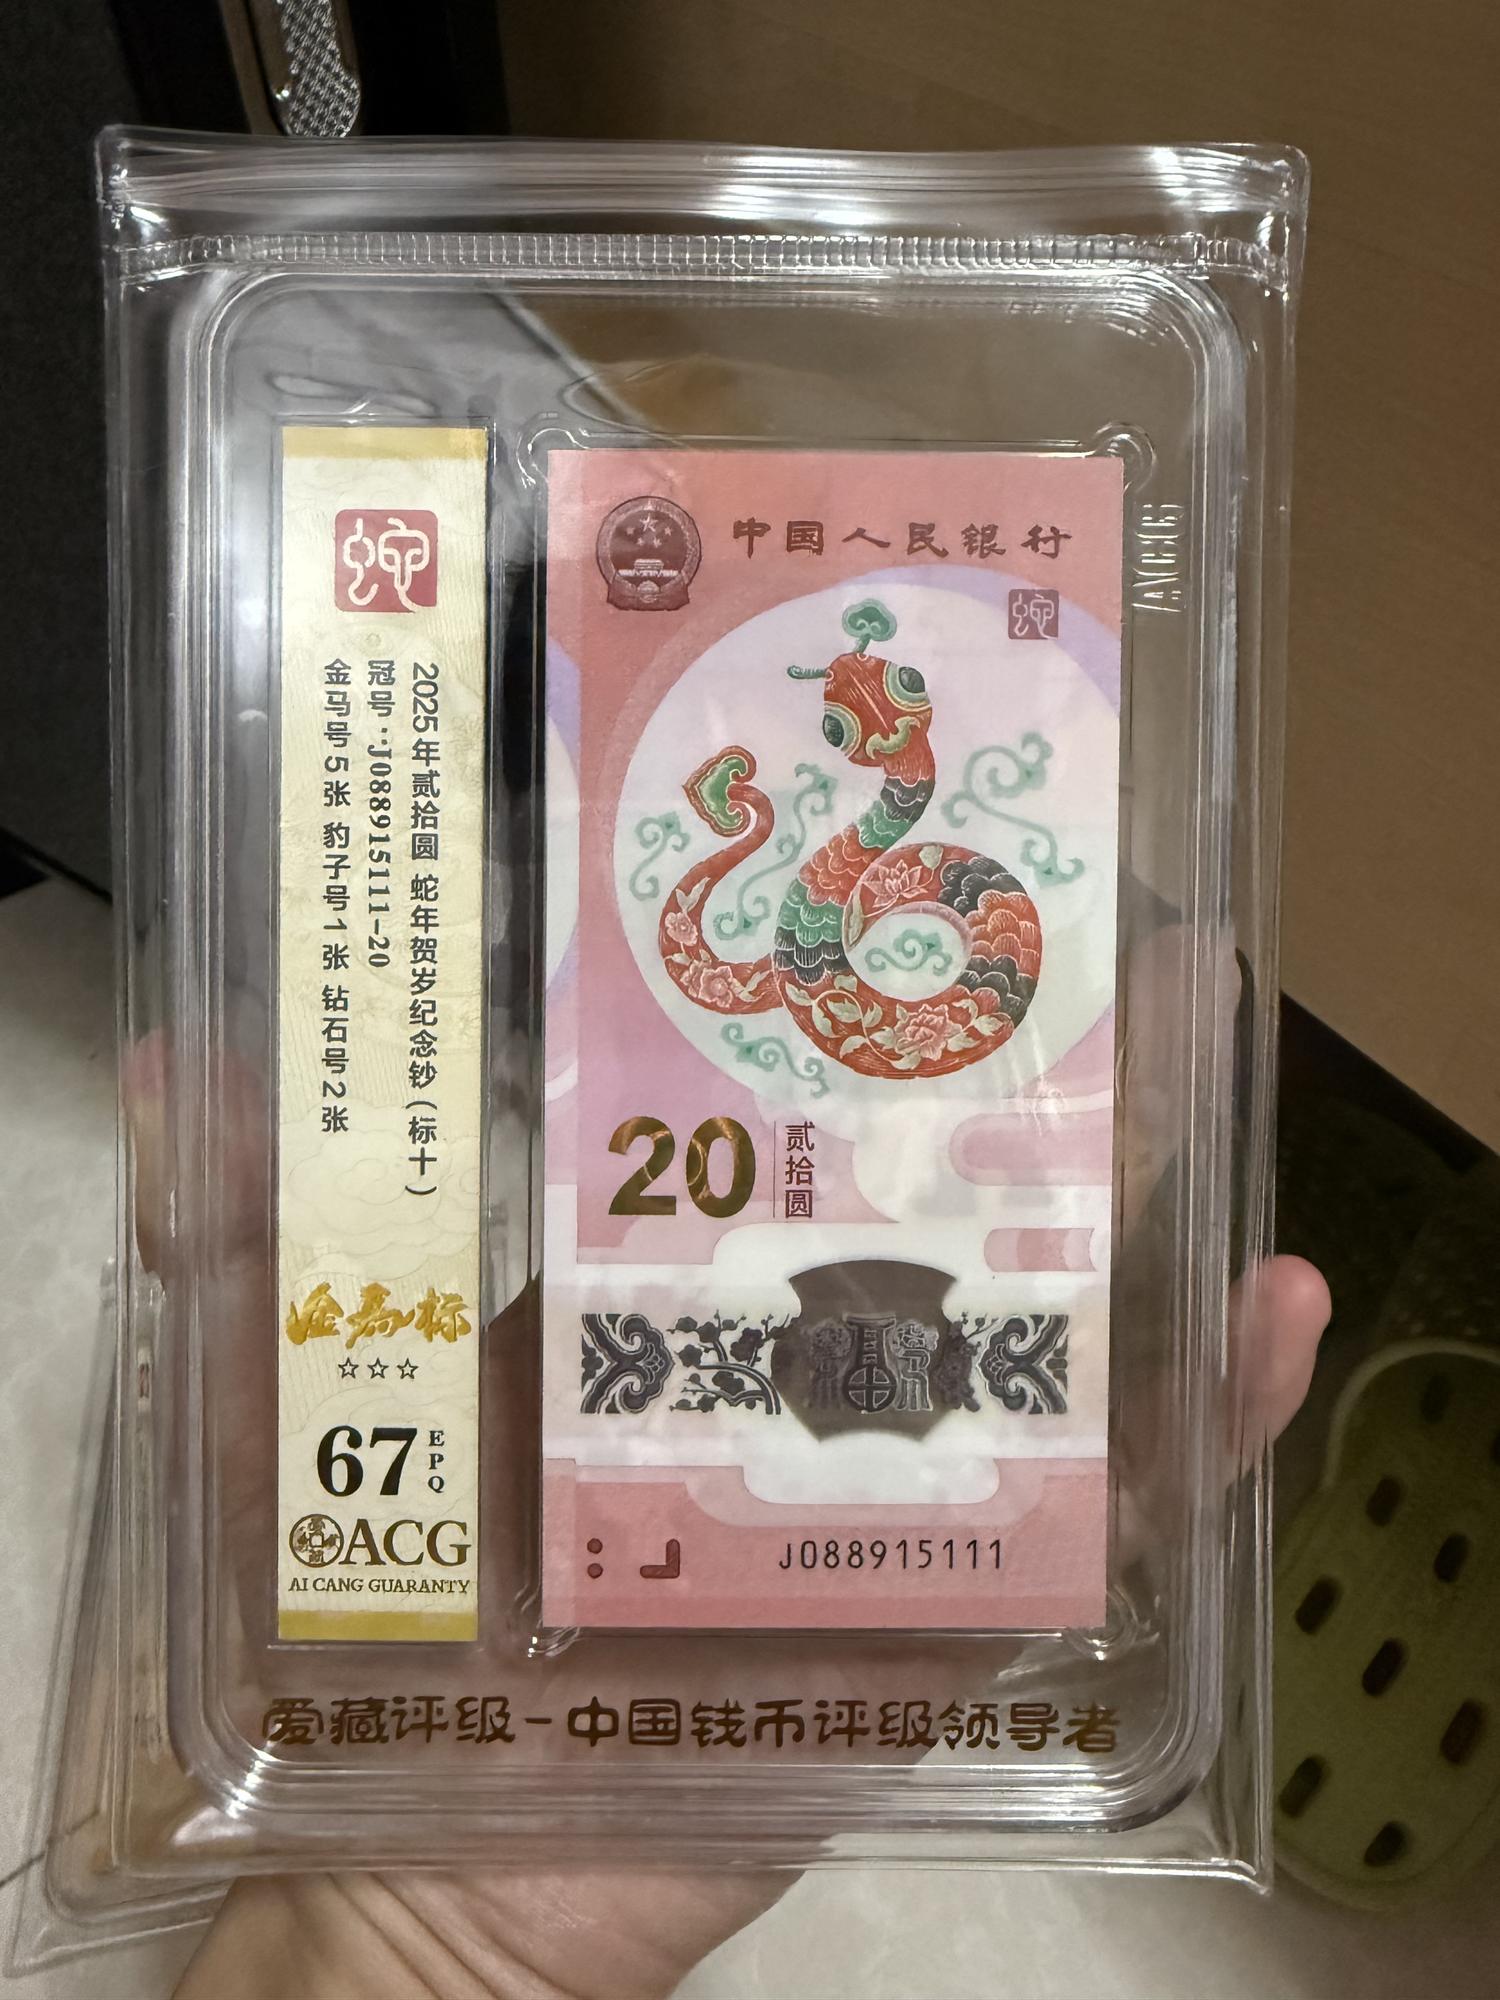 蛇
2025年贰拾圆 蛇年贺岁纪念钞（标十）
冠号：J088915111-20
金马号5张 豹子号1张 钻石号2张
金马标
☆☆☆
67 EPQ
ACG
AI CANG GUARANTY
中国人民银行
蛇
20 贰拾圆
J088915111
ACG
爱藏评级-中国钱币评级领导者